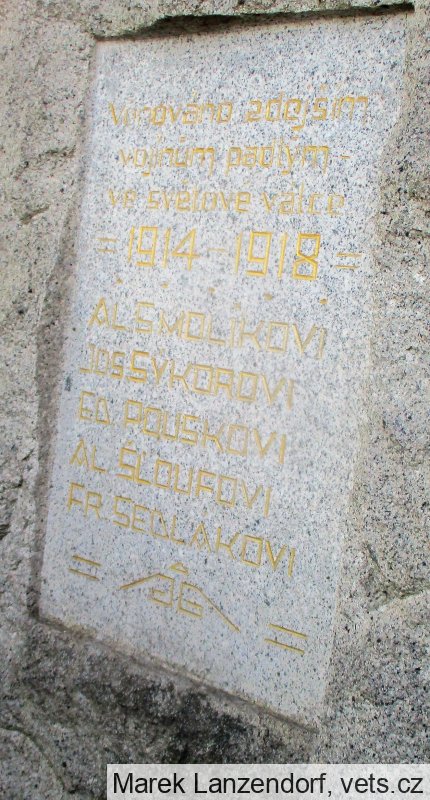 Věnováno zdejším
vojínům padlým -
ve světové válce
= 1914 - 1918 =
AL. SMOLÍKOVI
JOS. SÝKOROVI
ED. POUSKOVI
AL. ŠLOUFOVI
FR. SEDLÁKOVI
Marek Lanzendorf, vets.cz